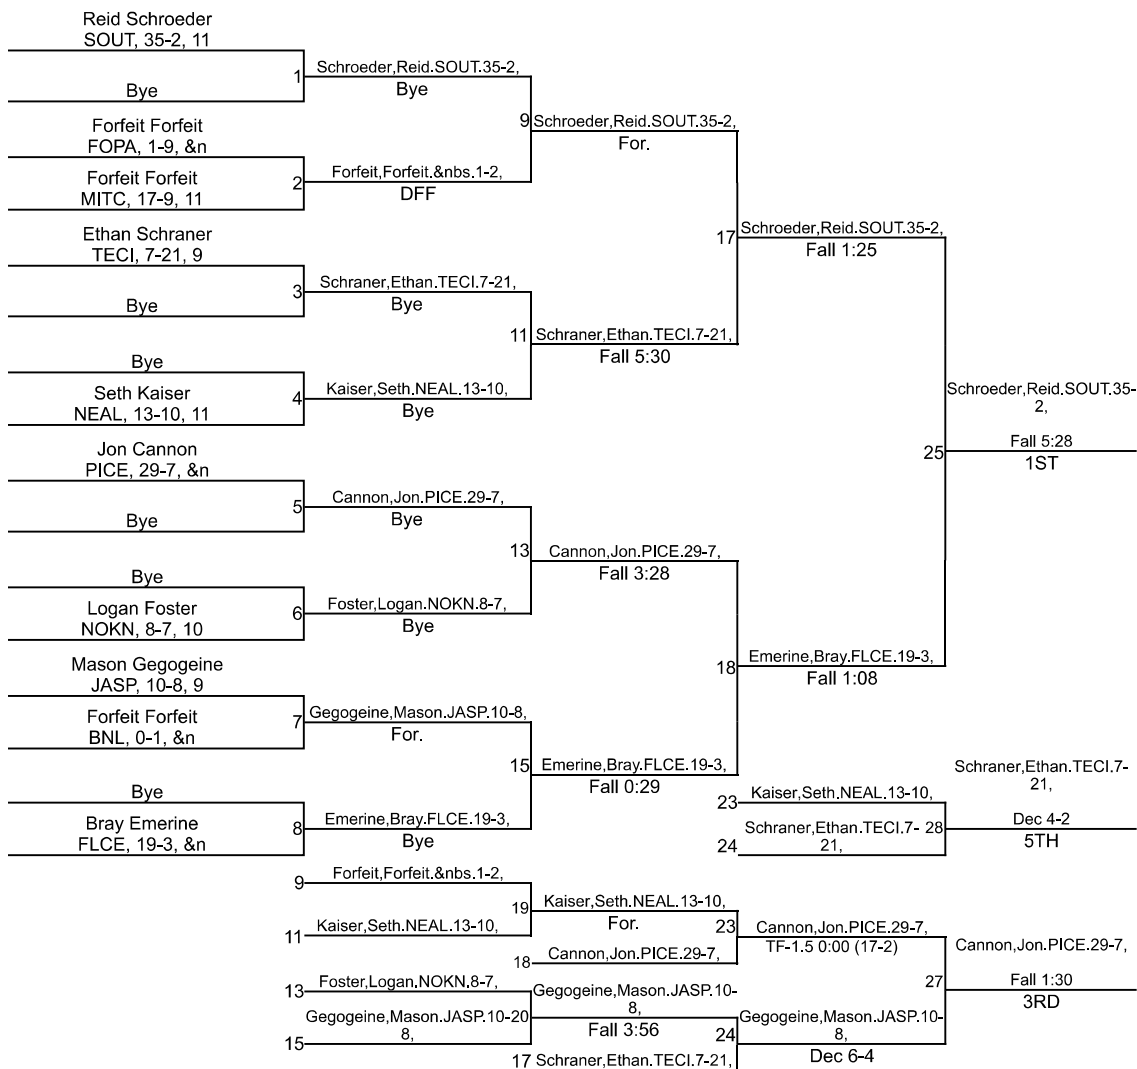 Reid Schroeder
SOUT, 35-2, 11
1
Schroeder,Reid.SOUT.35-2,
Bye
Bye
9
Schroeder,Reid.SOUT.35-2,
For.
Forfeit Forfeit
FOPA, 1-9, &n
Forfeit Forfeit
MITC, 17-9, 11
2
Forfeit,Forfeit.&nbs.1-2,
DFF
17
Schroeder,Reid.SOUT.35-2,
Fall 1:25
Ethan Schraner
TECI, 7-21, 9
3
Schraner,Ethan.TECI.7-21,
Bye
Bye
11
Schraner,Ethan.TECI.7-21,
Fall 5:30
Bye
Seth Kaiser
NEAL, 13-10, 11
4
Kaiser,Seth.NEAL.13-10,
Bye
Schroeder,Reid.SOUT.35-
2,
25
Fall 5:28
1ST
Jon Cannon
PICE, 29-7, &n
5
Cannon,Jon.PICE.29-7,
Bye
Bye
13
Cannon,Jon.PICE.29-7,
Fall 3:28
Bye
Logan Foster
NOKN, 8-7, 10
6
Foster,Logan.NOKN.8-7,
Bye
18
Emerine,Bray.FLCE.19-3,
Fall 1:08
Mason Gegogeine
JASP, 10-8, 9
Forfeit Forfeit
BNL, 0-1, &n
7
Gegogeine,Mason.JASP.10-8,
For.
15
Emerine,Bray.FLCE.19-3,
Fall 0:29
Bye
Bray Emerine
FLCE, 19-3, &n
8
Emerine,Bray.FLCE.19-3,
Bye
23
Kaiser,Seth.NEAL.13-10,
24
Schraner,Ethan.TECI.7-
21,
28
Schraner,Ethan.TECI.7-
21,
Dec 4-2
5TH
9
Forfeit,Forfeit.&nbs.1-2,
11
Kaiser,Seth.NEAL.13-10,
19
Kaiser,Seth.NEAL.13-10,
For.
18
Cannon,Jon.PICE.29-7,
23
Cannon,Jon.PICE.29-7,
TF-1.5 0:00 (17-2)
13
Foster,Logan.NOKN.8-7,
15
Gegogeine,Mason.JASP.10-
8,
20
Gegogeine,Mason.JASP.10-
8,
Fall 3:56
17
Schraner,Ethan.TECI.7-21,
24
Gegogeine,Mason.JASP.10-
8,
Dec 6-4
27
Cannon,Jon.PICE.29-7,
Fall 1:30
3RD